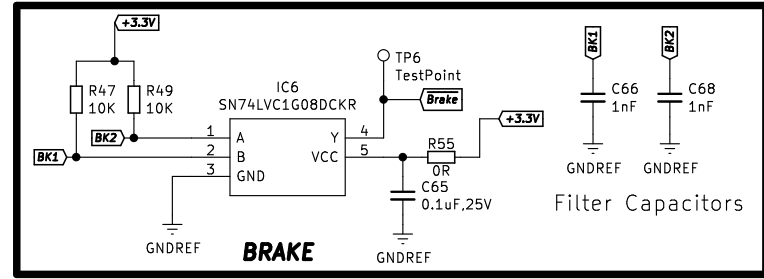 +3.3V
R47
10K
R49
10K
BK2
BK1
IC6
SN74LVC1G08DCKR
1 A
2 B
3 GND
Y 4
VCC 5
GNDREF
BRAKE
TP6
TestPoint
Brake
+3.3V
R55
0R
C65
0.1uF,25V
GNDREF
BK1
BK2
C66
1nF
C68
1nF
GNDREF GNDREF
Filter Capacitors